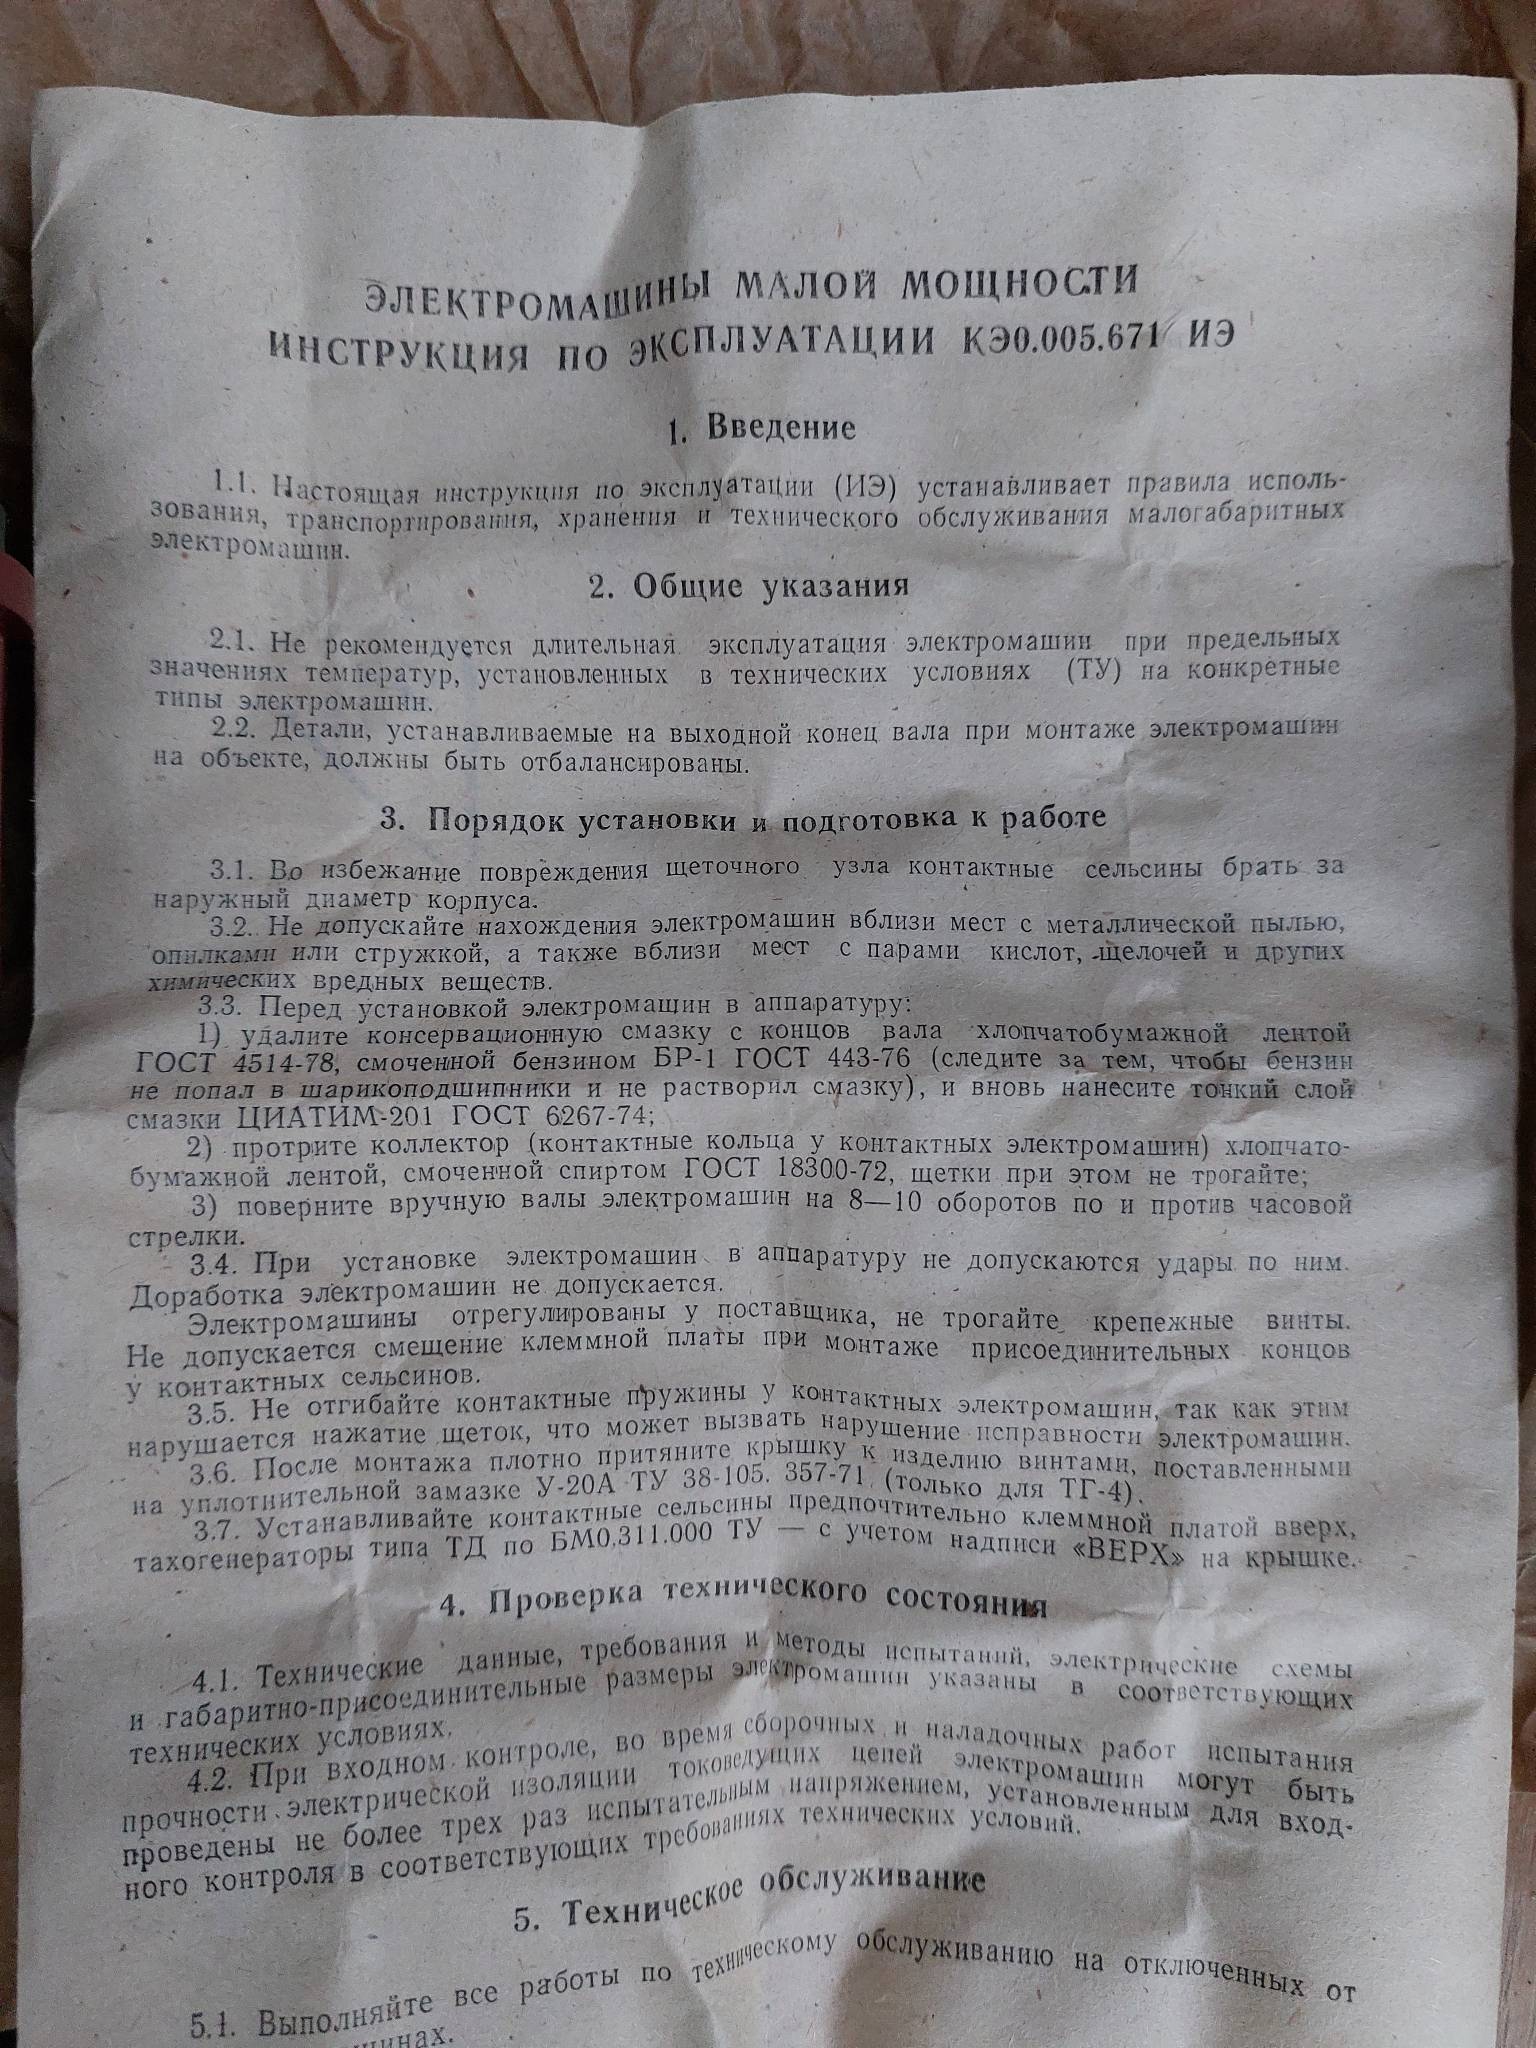 ЭЛЕКТРОМАШИНЫ МАЛОЙ МОЩНОСТИ
ИНСТРУКЦИЯ ПО ЭКСПЛУАТАЦИИ КЭ0.005.671 ИЭ
1. Введение
1.1. Настоящая инструкция по эксплуатации (ИЭ) устанавливает правила исполь-
зования, транспортирования, хранения и технического обслуживания малогабаритных
электромашин.
2. Общие указания
2.1. Не рекомендуется длительная эксплуатация электромашин при предельных
значениях температур, установленных в технических условиях (ТУ) на конкретные
типы электромашин.
2.2. Детали, устанавливаемые на выходной конец вала при монтаже электромашин
на объекте, должны быть отбалансированы.
3. Порядок установки и подготовка к работе
3.1. Во избежание повреждения щеточного узла контактные сельсины брать за
наружный диаметр корпуса.
3.2. Не допускайте нахождения электромашин вблизи мест с металлической пылью,
опилками или стружкой, а также вблизи мест с парами кислот, щелочей и других
химических вредных веществ.
3.3. Перед установкой электромашин в аппаратуру:
1) удалите консервационную смазку с концов вала хлопчатобумажной лентой
ГОСТ 4514-78, смоченной бензином БР-1 ГОСТ 443-76 (следите за тем, чтобы бензин
не попал в шарикоподшипники и не растворил смазку), и вновь нанесите тонкий слой
смазки ЦИАТИМ-201 ГОСТ 6267-74;
2) протрите коллектор (контактные кольца у контактных электромашин) хлопчато-
бумажной лентой, смоченной спиртом ГОСТ 18300-72, щетки при этом не трогайте;
3) поверните вручную валы электромашин на 8—10 оборотов по и против часовой
стрелки.
3.4. При установке электромашин в аппаратуру не допускаются удары по ним.
Доработка электромашин не допускается.
Электромашины отрегулированы у поставщика, не трогайте крепежные винты.
Не допускается смещение клеммной платы при монтаже присоединительных концов
у контактных сельсинов.
3.5. Не отгибайте контактные пружины у контактных электромашин, так как этим
нарушается нажатие щеток, что может вызвать нарушение исправности электромашин.
3.6. После монтажа плотно притяните крышку к изделию винтами, поставленными
на уплотнительной замазке У-20А ТУ 38-105. 357-71 (только для ТГ-4).
3.7. Устанавливайте контактные сельсины предпочтительно клеммной платой вверх,
тахогенераторы типа ТД по БМ0.311.000 ТУ — с учетом надписи «ВЕРХ» на крышке.
4. Проверка технического состояния
4.1. Технические данные, требования и методы испытаний, электрические схемы
и габаритно-присоединительные размеры электромашин указаны в соответствующих
технических условиях.
4.2. При входном контроле, во время сборочных и наладочных работ испытания
прочности электрической изоляции токоведущих цепей электромашин могут быть
проведены не более трех раз испытательным напряжением, установленным для вход-
ного контроля в соответствующих требованиях технических условий.
5. Техническое обслуживание
5.1. Выполняйте все работы по техническому обслуживанию на отключенных от